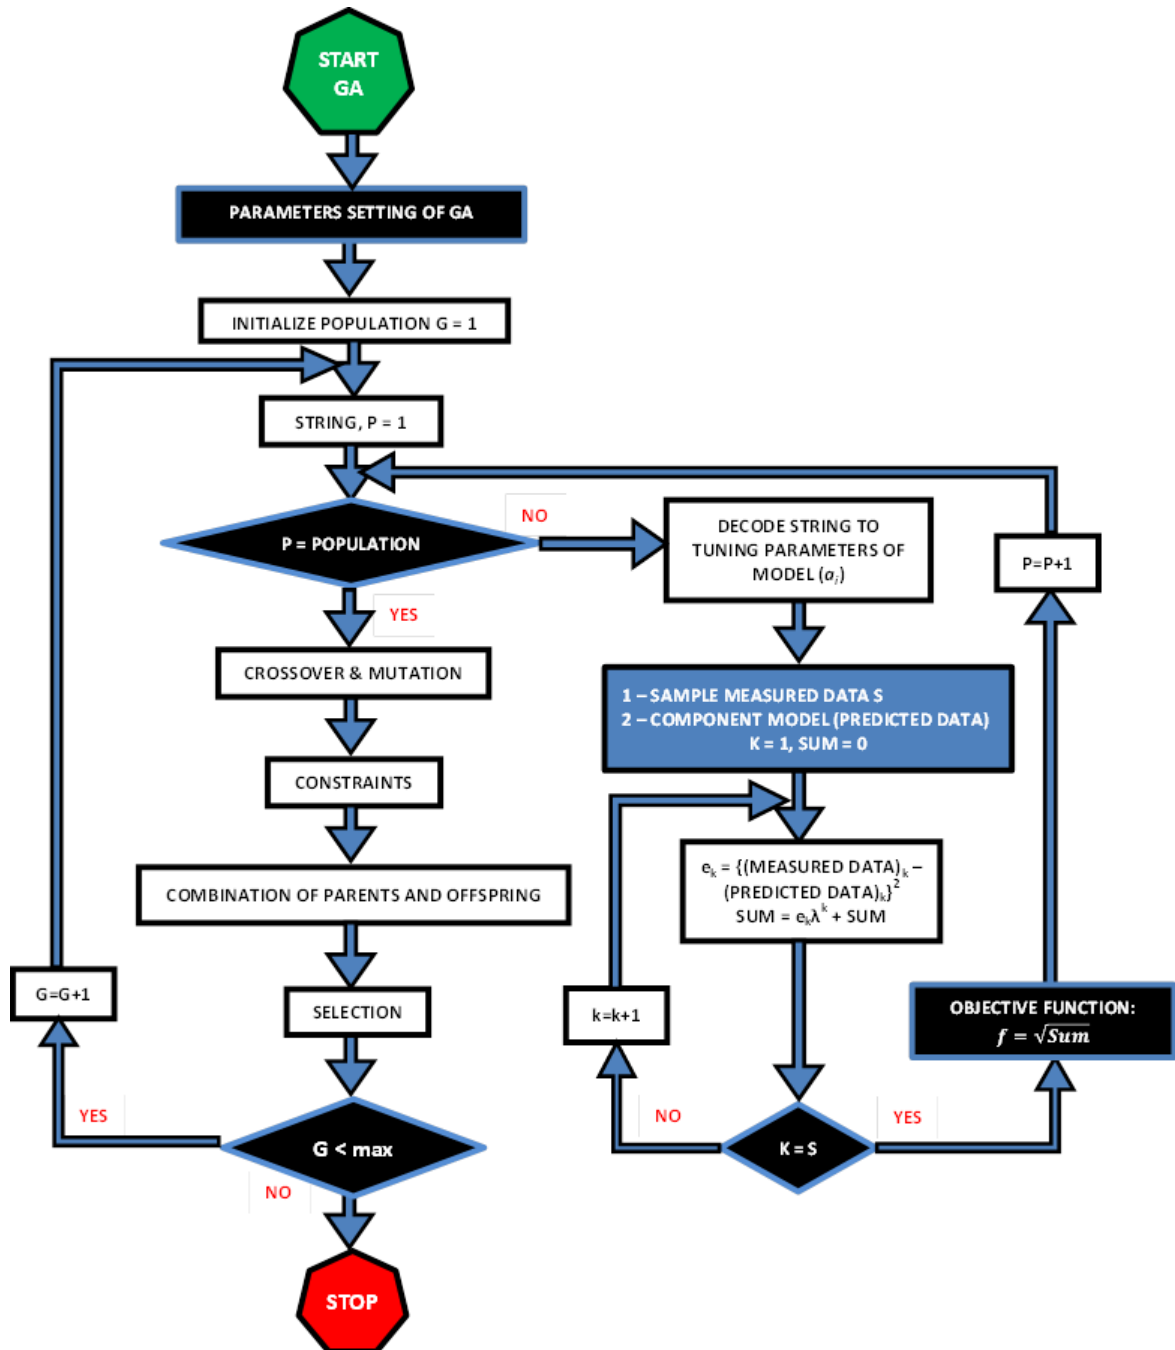 START
GA
PARAMETERS SETTING OF GA
INITIALIZE POPULATION G = 1
STRING, P = 1
P = POPULATION
NO
DECODE STRING TO
TUNING PARAMETERS OF
MODEL (aᵢ)
P=P+1
YES
CROSSOVER & MUTATION
1 – SAMPLE MEASURED DATA S
2 – COMPONENT MODEL (PREDICTED DATA)
K = 1, SUM = 0
CONSTRAINTS
COMBINATION OF PARENTS AND OFFSPRING
eₖ = {(MEASURED DATA)ₖ –
(PREDICTED DATA)ₖ}²
SUM = eₖλᵏ + SUM
G=G+1
SELECTION
k=k+1
OBJECTIVE FUNCTION:
f = √Sum
YES
G < max
NO
NO
K = S
YES
STOP